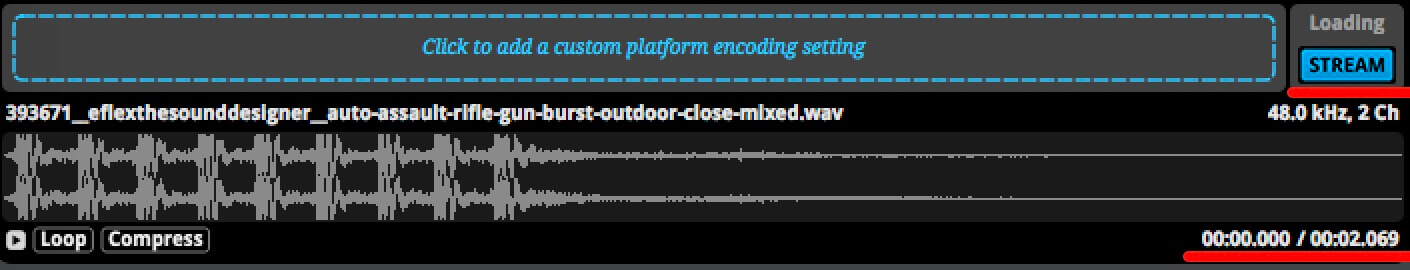 Click to add a custom platform encoding setting
Loading
STREAM
393671__eflexthesounddesigner__auto-assault-rifle-gun-burst-outdoor-close-mixed.wav
48.0 kHz, 2 Ch
Loop Compress
00:00.000 / 00:02.069